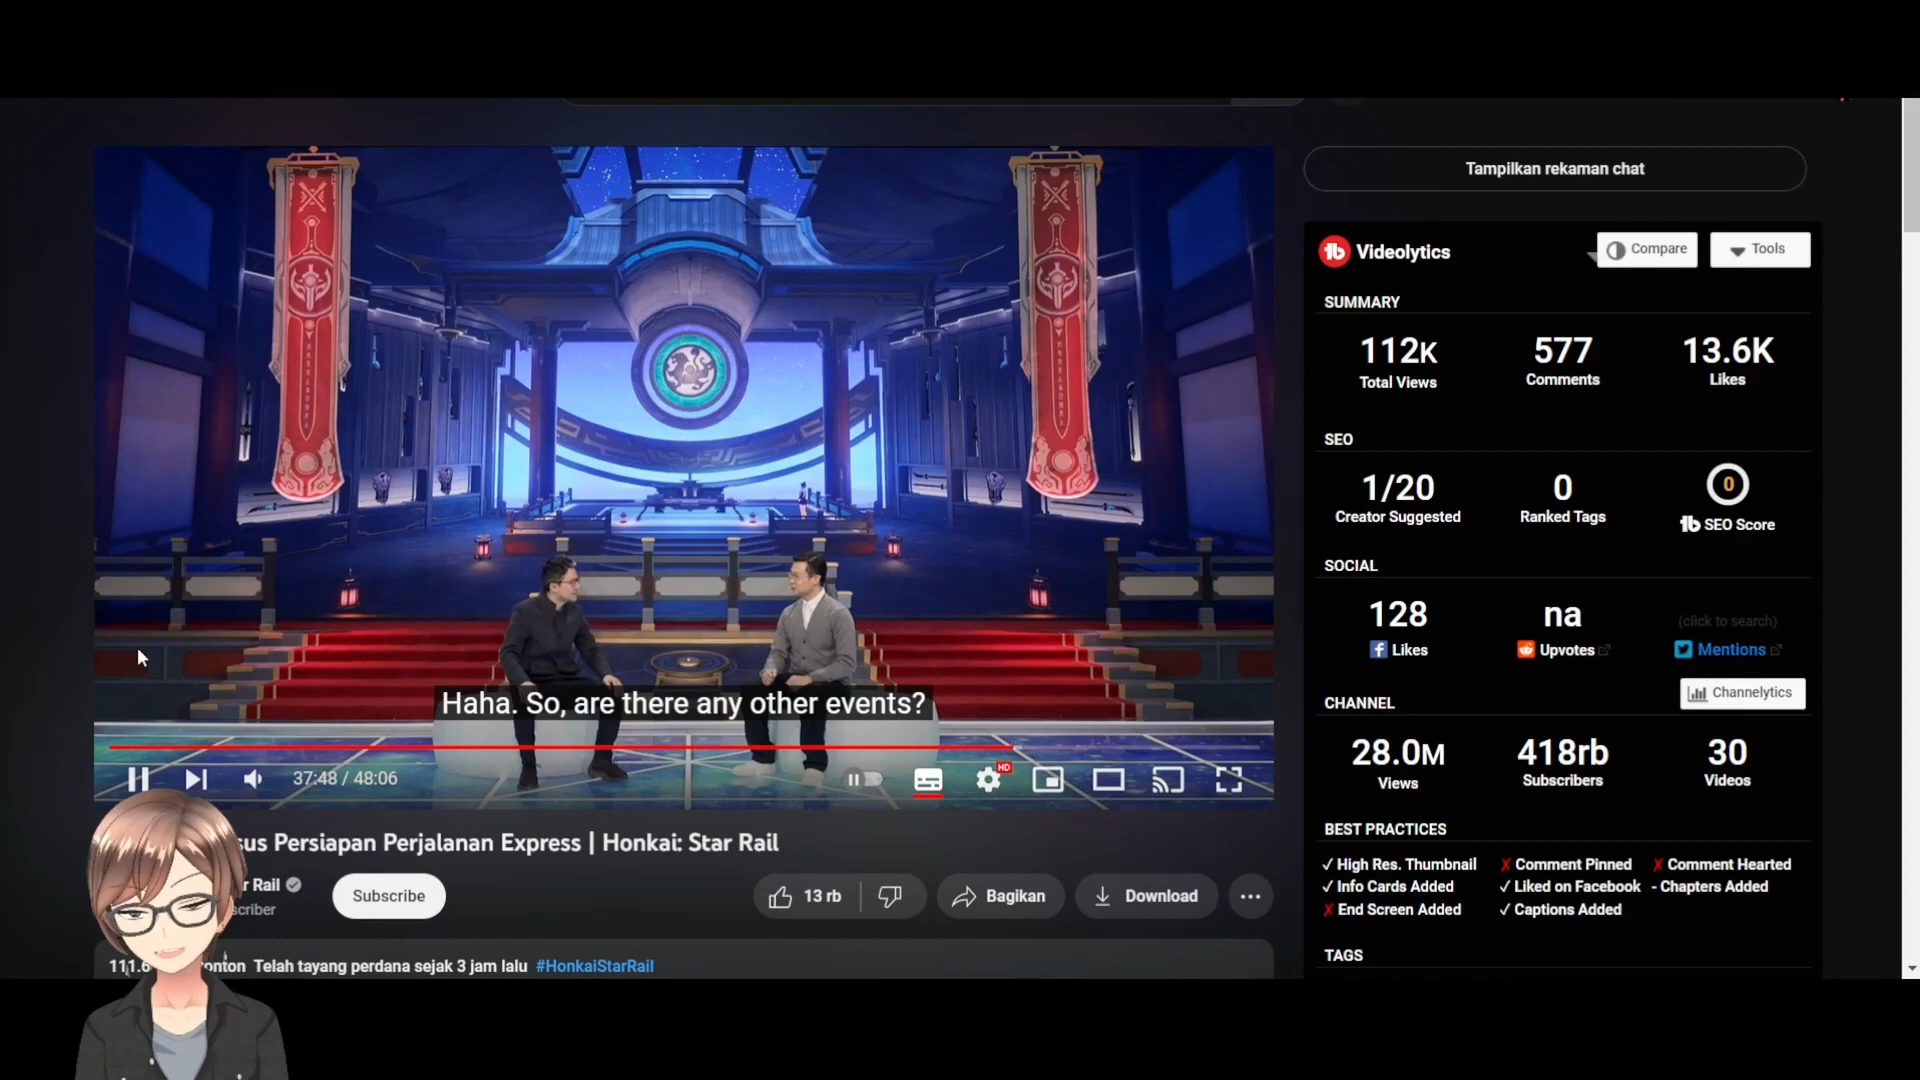 Tampilkan rekaman chat
Videolytics
Compare
Tools
SUMMARY
112K
577
13.6K
Total Views
Comments
Likes
SEO
1/20
0
0
Creator Suggested
Ranked Tags
SEO Score
SOCIAL
128
na
(click to search)
Likes
Upvotes
Mentions
CHANNEL
Channelytics
28.0M
418rb
30
Views
Subscribers
Videos
BEST PRACTICES
✓ High Res. Thumbnail
✗ Comment Pinned
✗ Comment Hearted
✓ Info Cards Added
✓ Liked on Facebook
- Chapters Added
✗ End Screen Added
✓ Captions Added
TAGS
Haha. So, are there any other events?
37:48 / 48:06
HD
sus Persiapan Perjalanan Express | Honkai: Star Rail
r Rail
scriber
Subscribe
13 rb
Bagikan
Download
111.6 onton Telah tayang perdana sejak 3 jam lalu #HonkaiStarRail